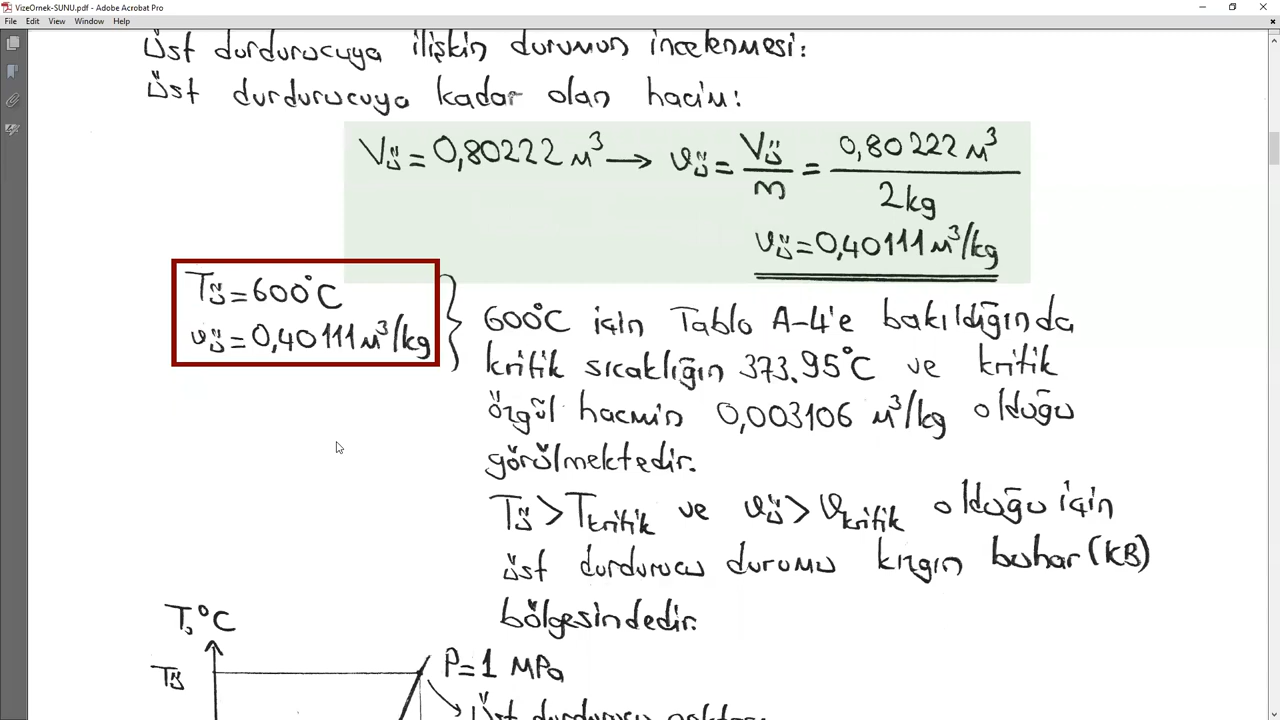 VizeOrnek-SUNU.pdf - Adobe Acrobat Pro
File Edit View Window Help
üst durdurucuya ilişkin durumun incelenmesi:
üst durdurucuya kadar olan hacim:
Vü = 0,80222 m³ → vü = Vü/m = 0,80222 m³/2kg
vü = 0,40111 m³/kg
Tü = 600°C
vü = 0,40111 m³/kg
600°C için Tablo A-4'e bakıldığında
kritik sıcaklığın 373.95°C ve kritik
özgül hacmin 0,003106 m³/kg olduğu
görülmektedir.
Tü > Tkritik ve vü > vkritik olduğu için
üst durdurucu durumu kızgın buhar (KB)
bölgesindedir.
T, °C
Tü
P=1 MPa
üst durdurucu noktası